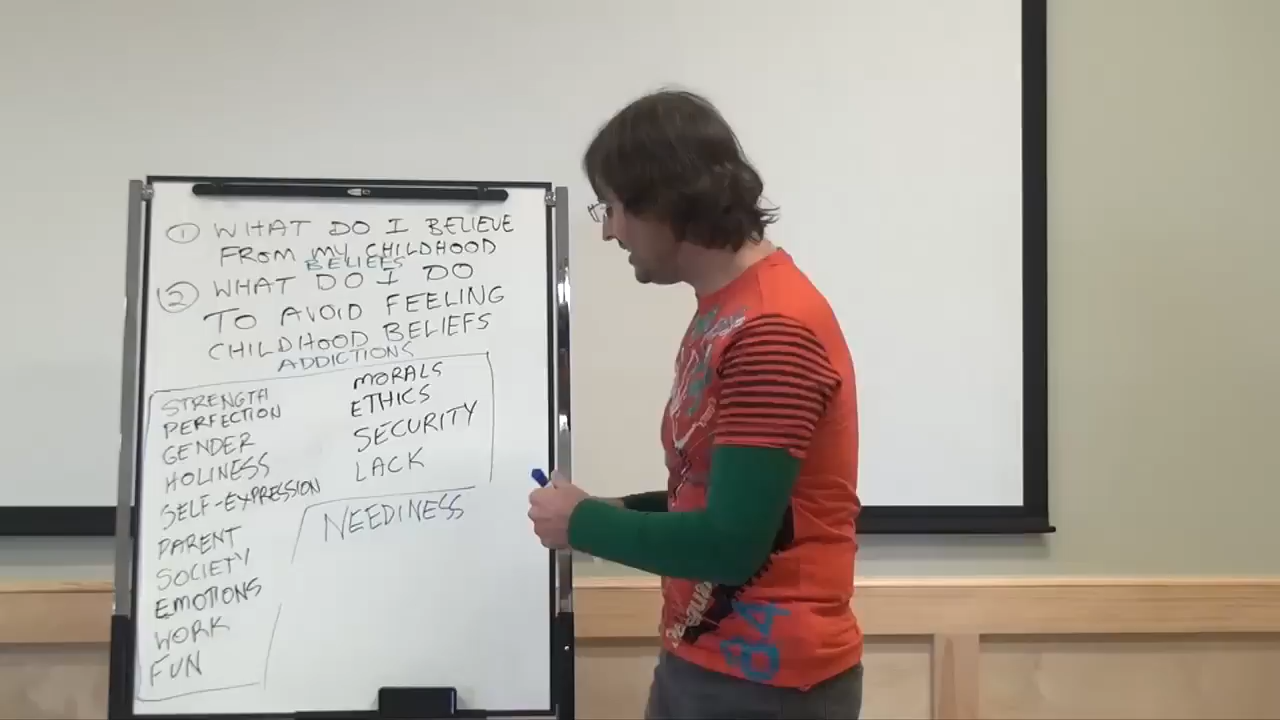 ① WHAT DO I BELIEVE
FROM MY CHILDHOOD
BELIEFS
② WHAT DO I DO
TO AVOID FEELING
CHILDHOOD BELIEFS
ADDICTIONS
STRENGTH
PERFECTION
GENDER
HOLINESS
SELF-EXPRESSION
PARENT
SOCIETY
EMOTIONS
WORK
FUN
MORALS
ETHICS
SECURITY
LACK
NEEDINESS
84